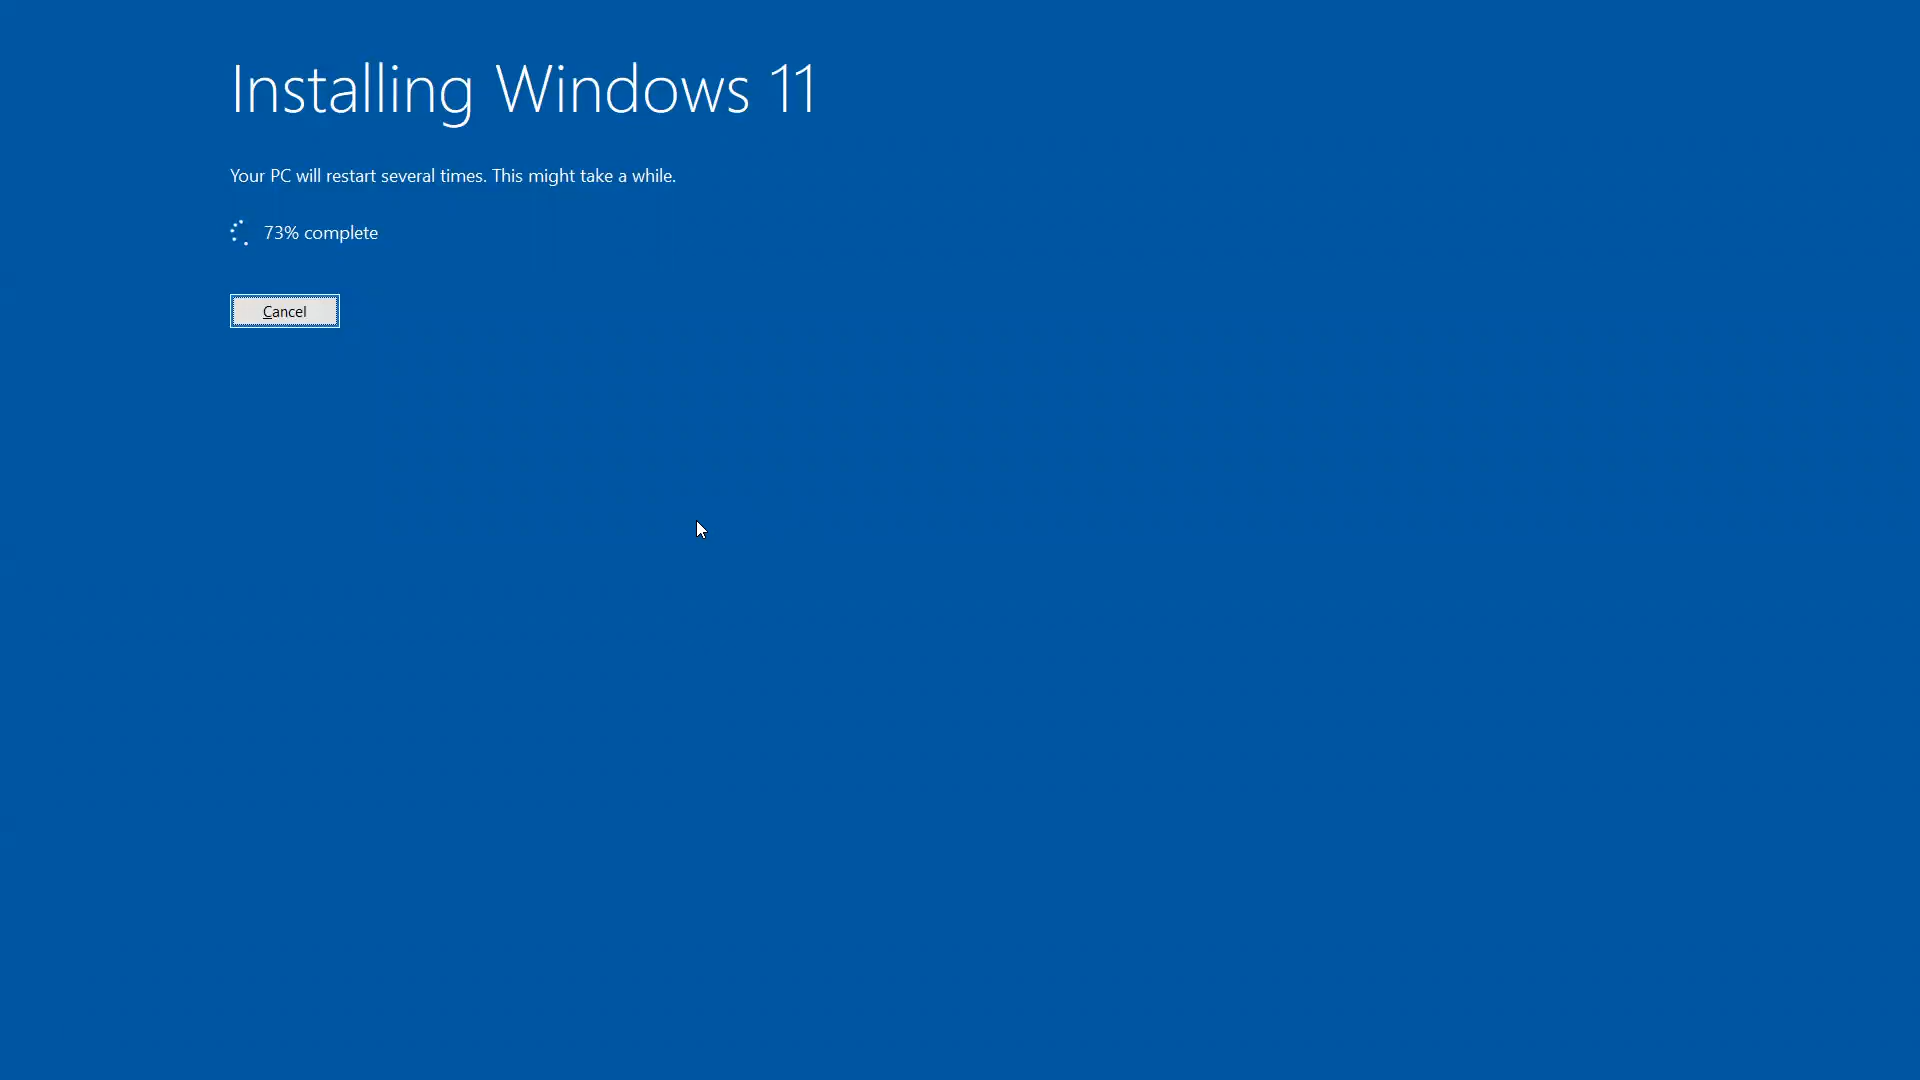 Installing Windows 11
Your PC will restart several times. This might take a while.
73% complete
Cancel